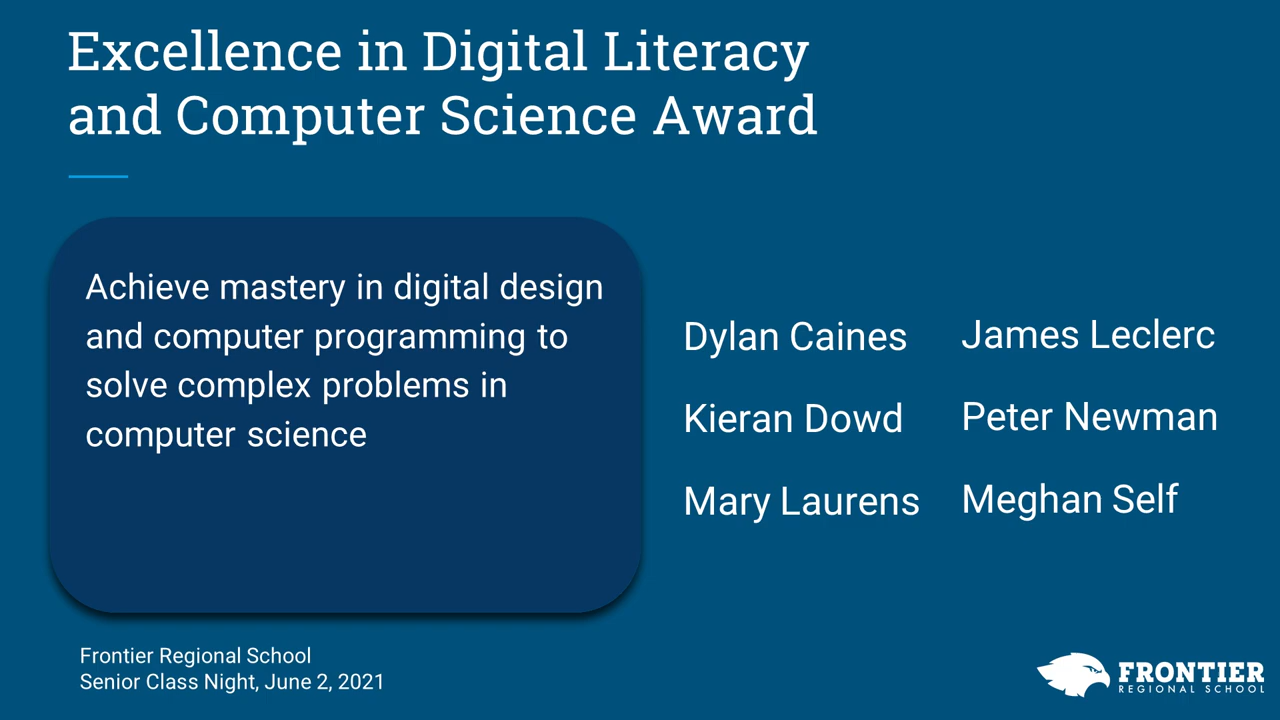 Excellence in Digital Literacy
and Computer Science Award
Achieve mastery in digital design
and computer programming to
solve complex problems in
computer science
Dylan Caines
Kieran Dowd
Mary Laurens
James Leclerc
Peter Newman
Meghan Self
Frontier Regional School
Senior Class Night, June 2, 2021
FRONTIER
REGIONAL SCHOOL